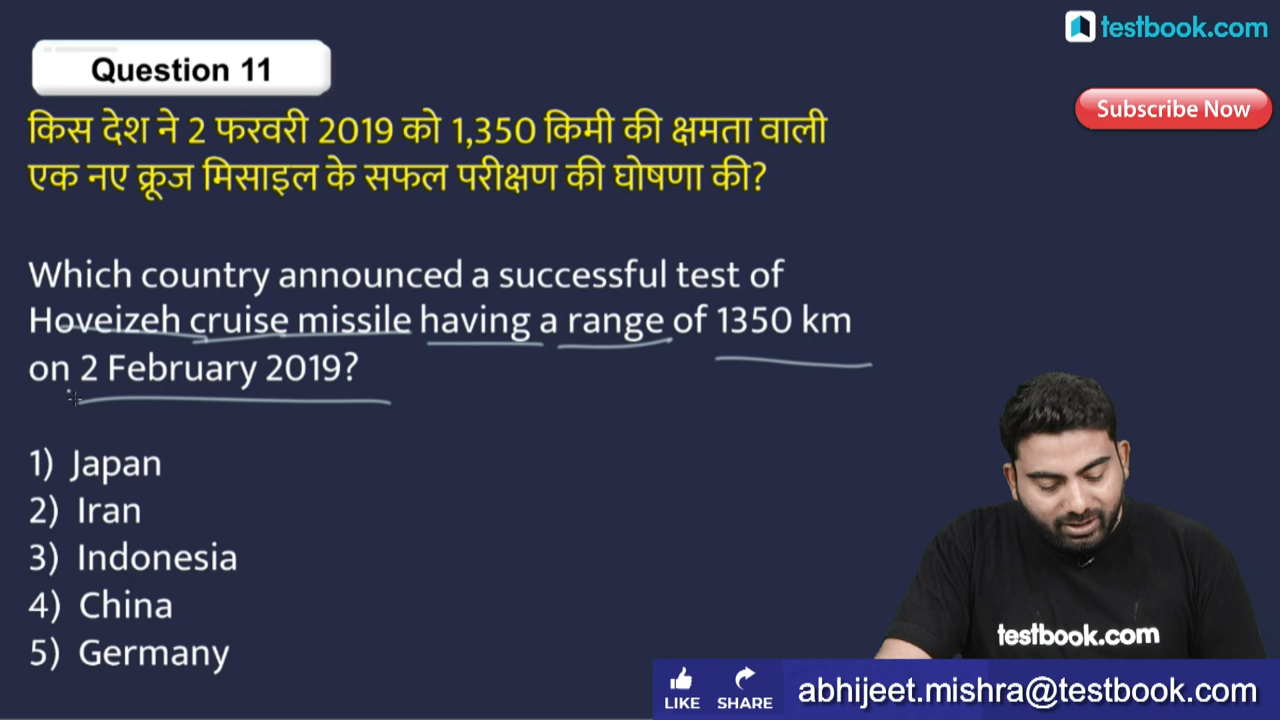 testbook.com
Question 11
Subscribe Now
किस देश ने 2 फरवरी 2019 को 1,350 किमी की क्षमता वाली
एक नए क्रूज मिसाइल के सफल परीक्षण की घोषणा की?
Which country announced a successful test of
Hoveizeh cruise missile having a range of 1350 km
on 2 February 2019?
1) Japan
2) Iran
3) Indonesia
4) China
5) Germany
testbook.com
LIKE SHARE abhijeet.mishra@testbook.com